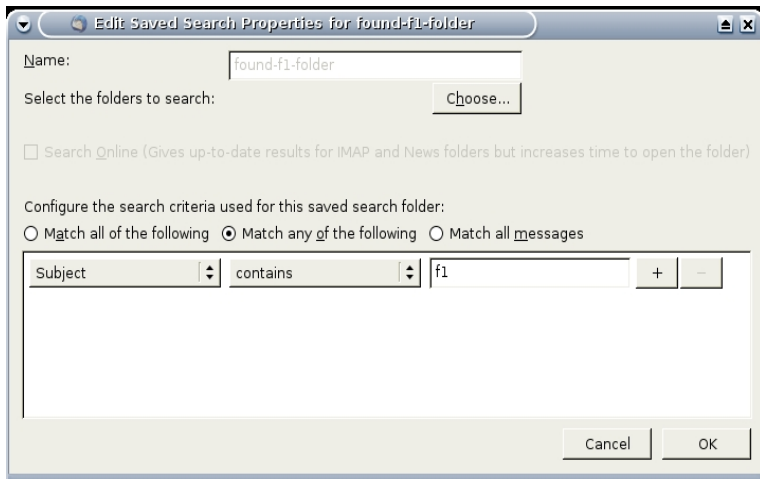 Edit Saved Search Properties for found-f1-folder
Name: found-f1-folder
Select the folders to search: Choose...
Search Online (Gives up-to-date results for IMAP and News folders but increases time to open the folder)
Configure the search criteria used for this saved search folder:
Match all of the following Match any of the following Match all messages
Subject contains f1 + −
Cancel OK